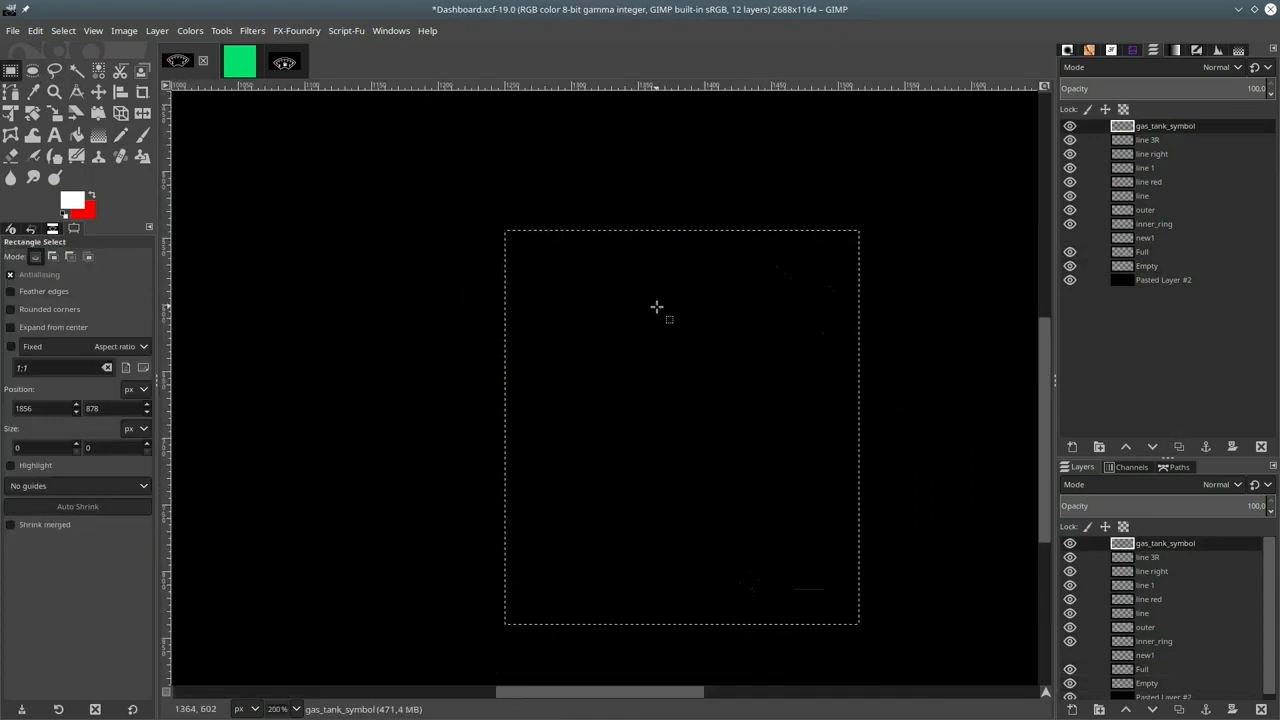 *Dashboard.xcf-19.0 (RGB color 8-bit gamma integer, GIMP built-in sRGB, 12 layers) 2688x1164 – GIMP
File Edit Select View Image Layer Colors Tools Filters FX-Foundry Script-Fu Windows Help
Rectangle Select
Mode:
Antialiasing
Feather edges
Rounded corners
Expand from center
Fixed Aspect ratio
1:1
Position: px
1856 878
Size: px
0 0
Highlight
No guides
Auto Shrink
Shrink merged
1364, 602 px 200 % gas_tank_symbol (471,4 MB)
Mode Normal
Opacity 100,0
Lock:
gas_tank_symbol
line 3R
line right
line 1
line red
line
outer
inner_ring
new1
Full
Empty
Pasted Layer #2
Layers Channels Paths
Mode Normal
Opacity 100,0
Lock:
gas_tank_symbol
line 3R
line right
line 1
line red
line
outer
inner_ring
new1
Full
Empty
Pasted Layer #2